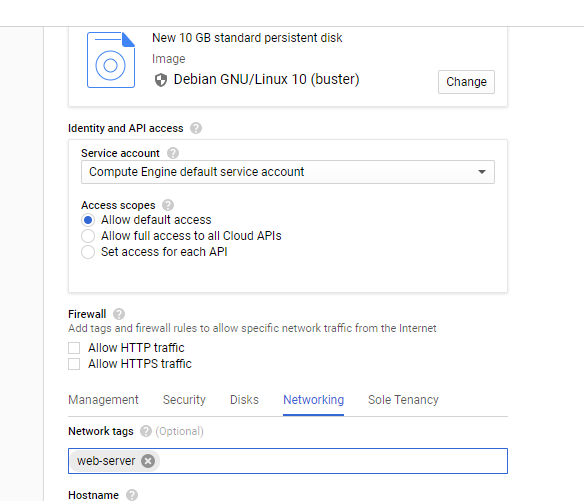 New 10 GB standard persistent disk
Image
Debian GNU/Linux 10 (buster)
Change
Identity and API access
Service account
Compute Engine default service account
Access scopes
Allow default access
Allow full access to all Cloud APIs
Set access for each API
Firewall
Add tags and firewall rules to allow specific network traffic from the Internet
Allow HTTP traffic
Allow HTTPS traffic
Management Security Disks Networking Sole Tenancy
Network tags (Optional)
web-server
Hostname